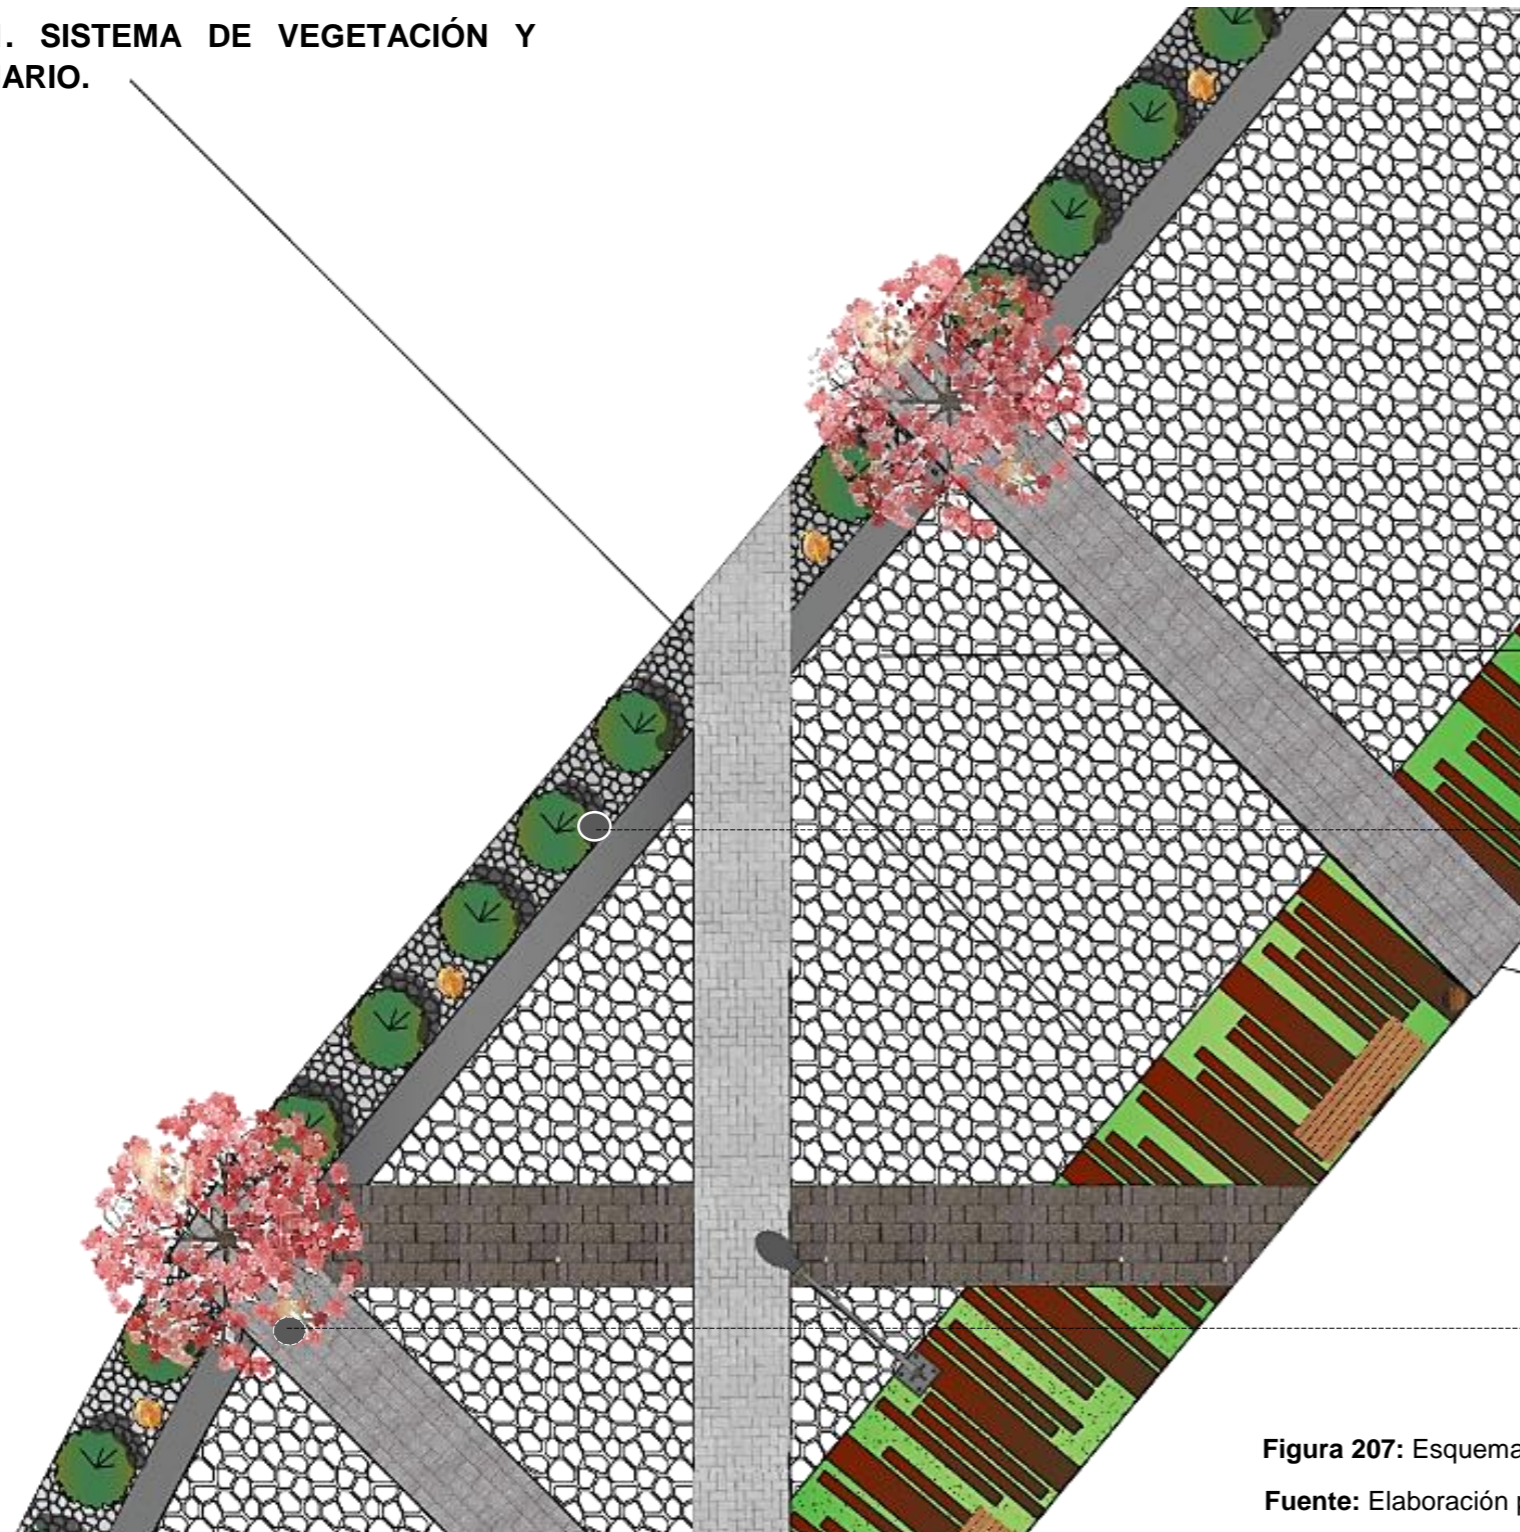 . SISTEMA DE VEGETACIÓN Y
ARIO.
Figura 207: Esquema
Fuente: Elaboración